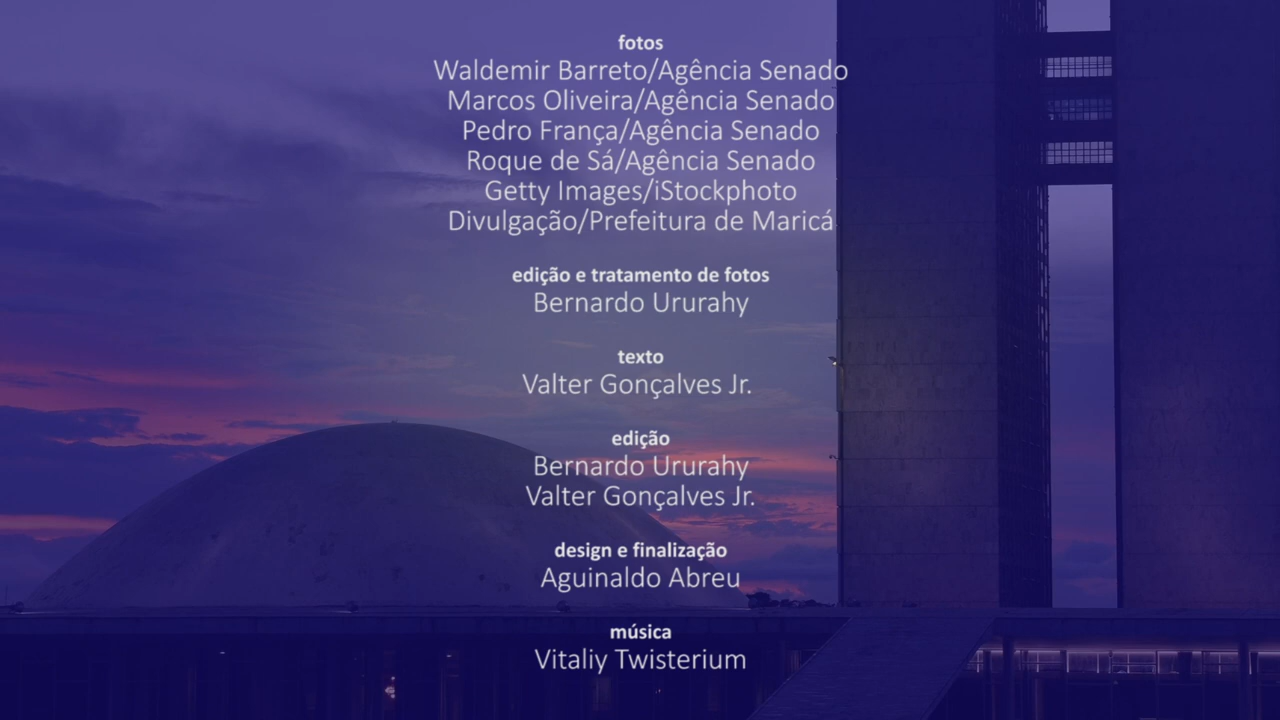 fotos
Waldemir Barreto/Agência Senado
Marcos Oliveira/Agência Senado
Pedro França/Agência Senado
Roque de Sá/Agência Senado
Getty Images/iStockphoto
Divulgação/Prefeitura de Maricá
edição e tratamento de fotos
Bernardo Ururahy
texto
Valter Gonçalves Jr.
edição
Bernardo Ururahy
Valter Gonçalves Jr.
design e finalização
Aguinaldo Abreu
música
Vitaliy Twisterium